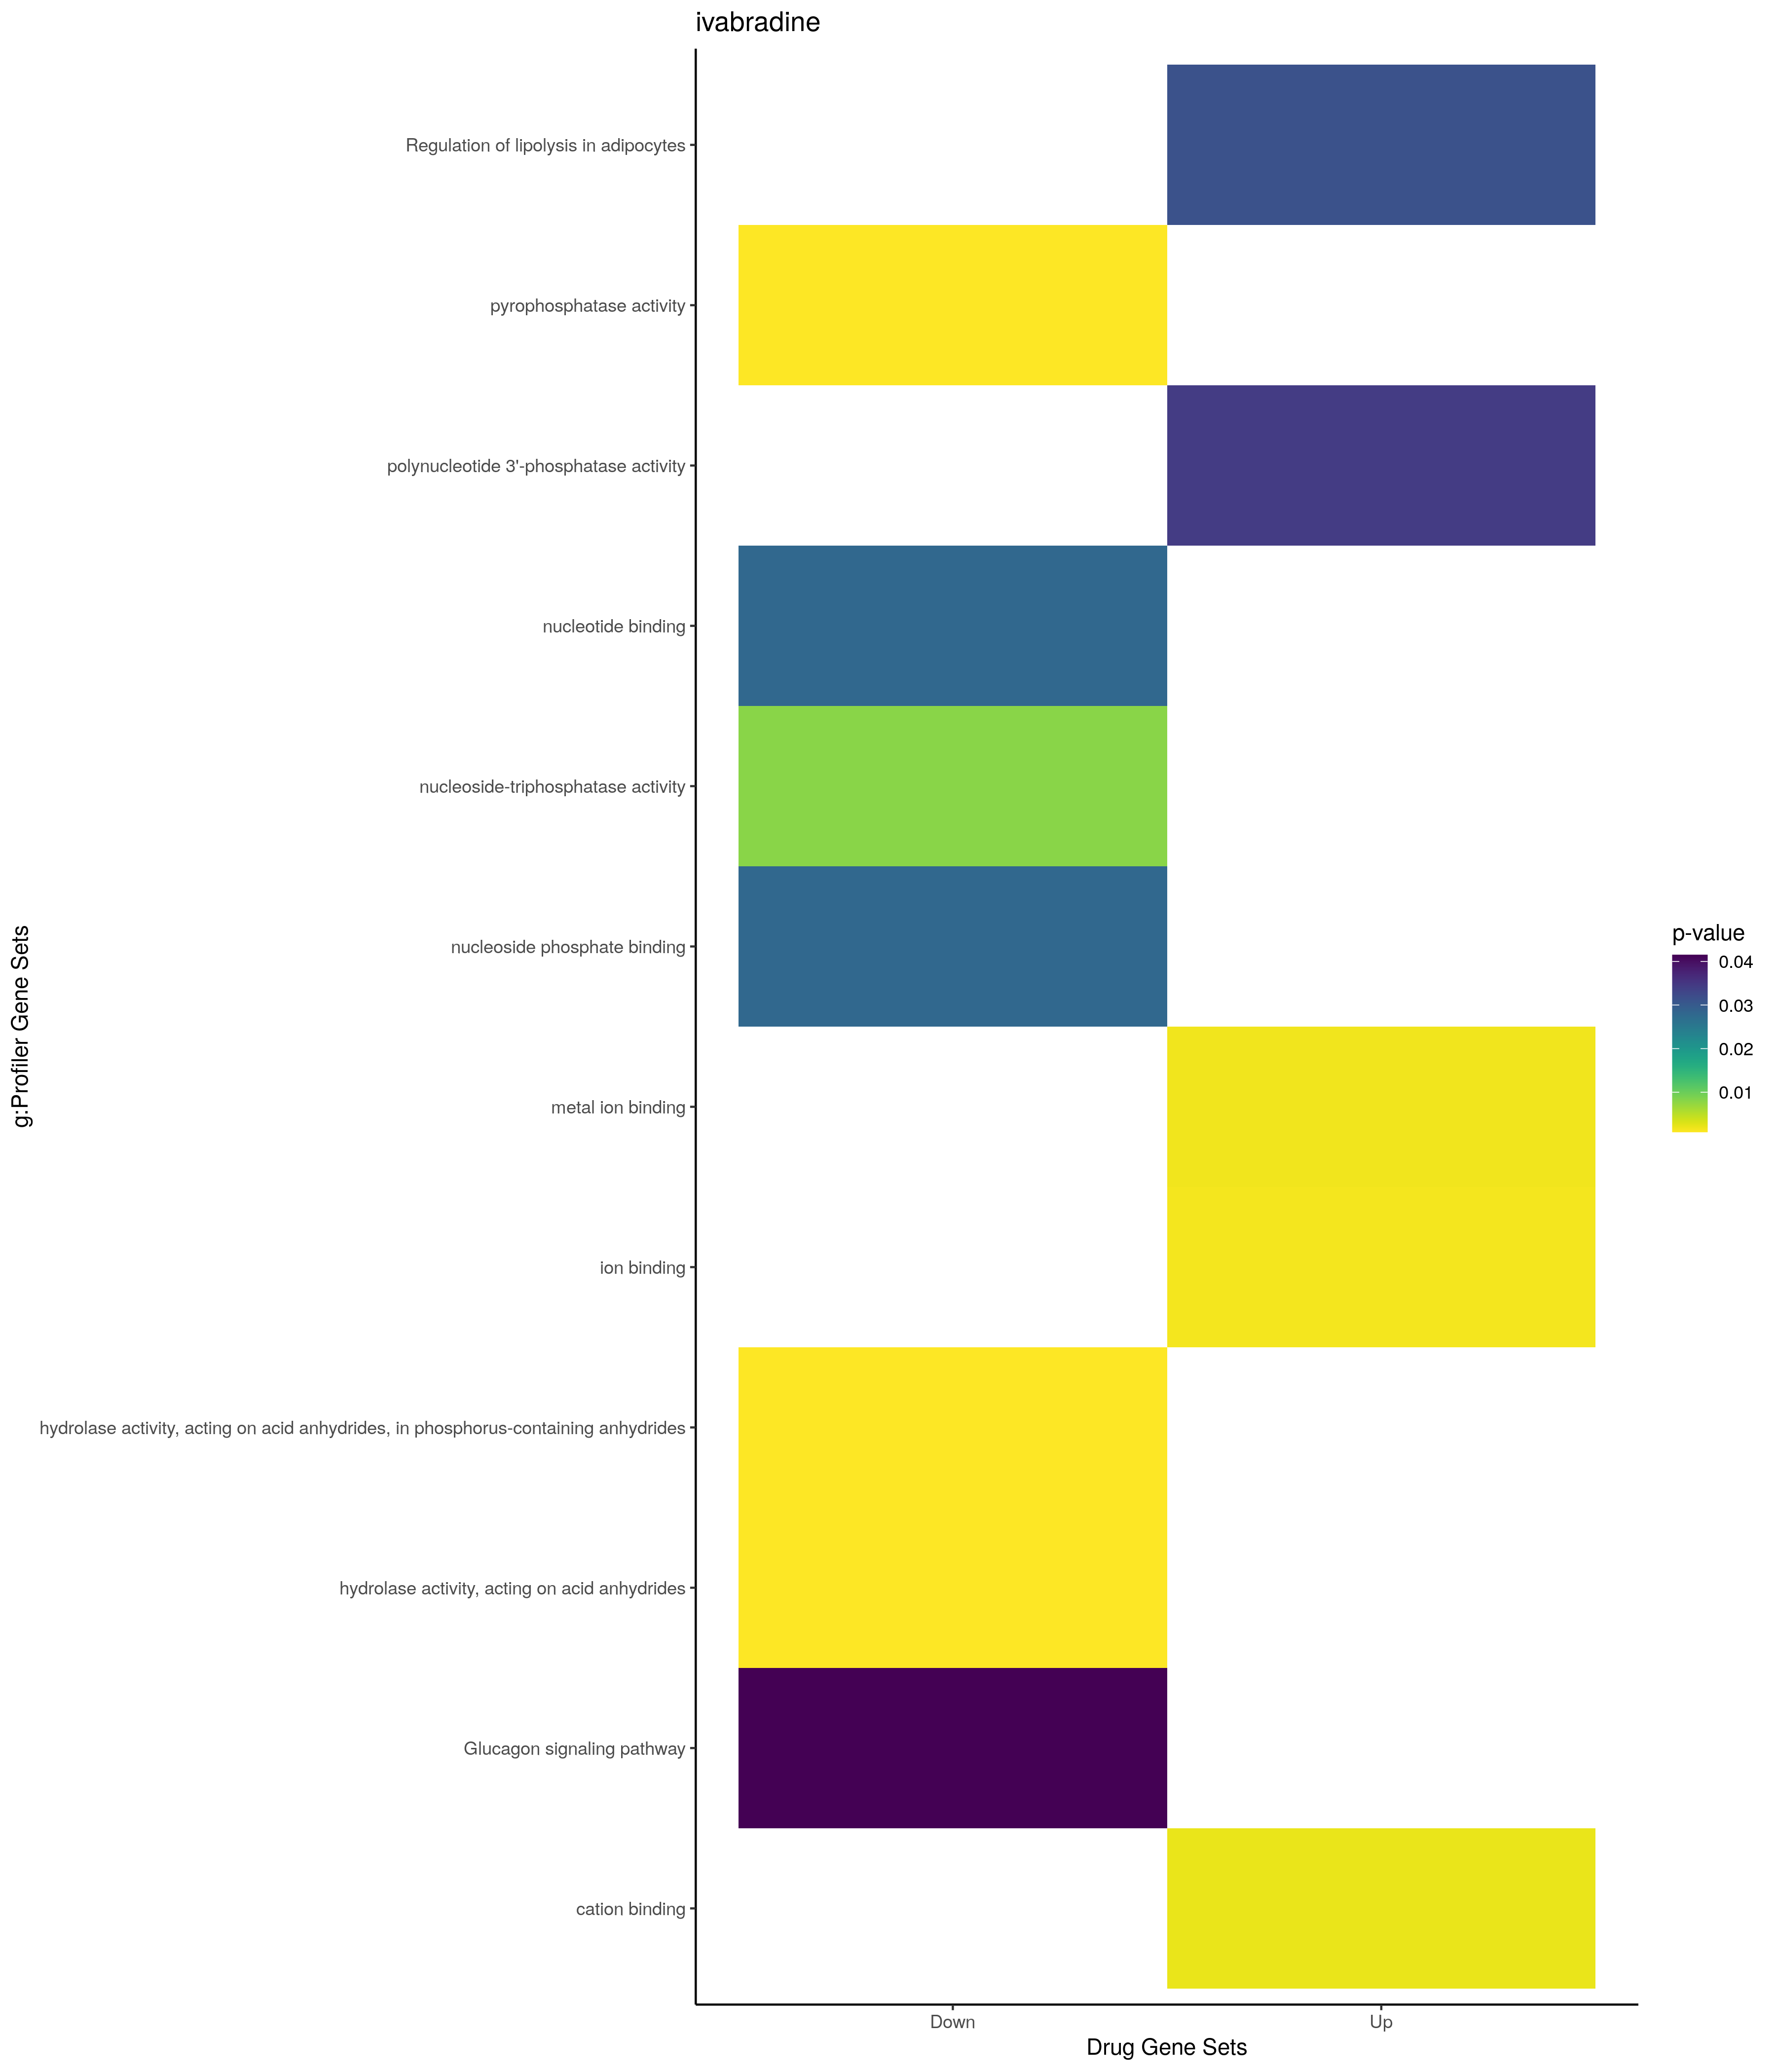 ivabradine
Regulation of lipolysis in adipocytes
pyrophosphatase activity
polynucleotide 3'-phosphatase activity
nucleotide binding
nucleoside-triphosphatase activity
nucleoside phosphate binding
metal ion binding
ion binding
hydrolase activity, acting on acid anhydrides, in phosphorus-containing anhydrides
hydrolase activity, acting on acid anhydrides
Glucagon signaling pathway
cation binding
g:Profiler Gene Sets
Down
Up
Drug Gene Sets
p-value
0.04
0.03
0.02
0.01